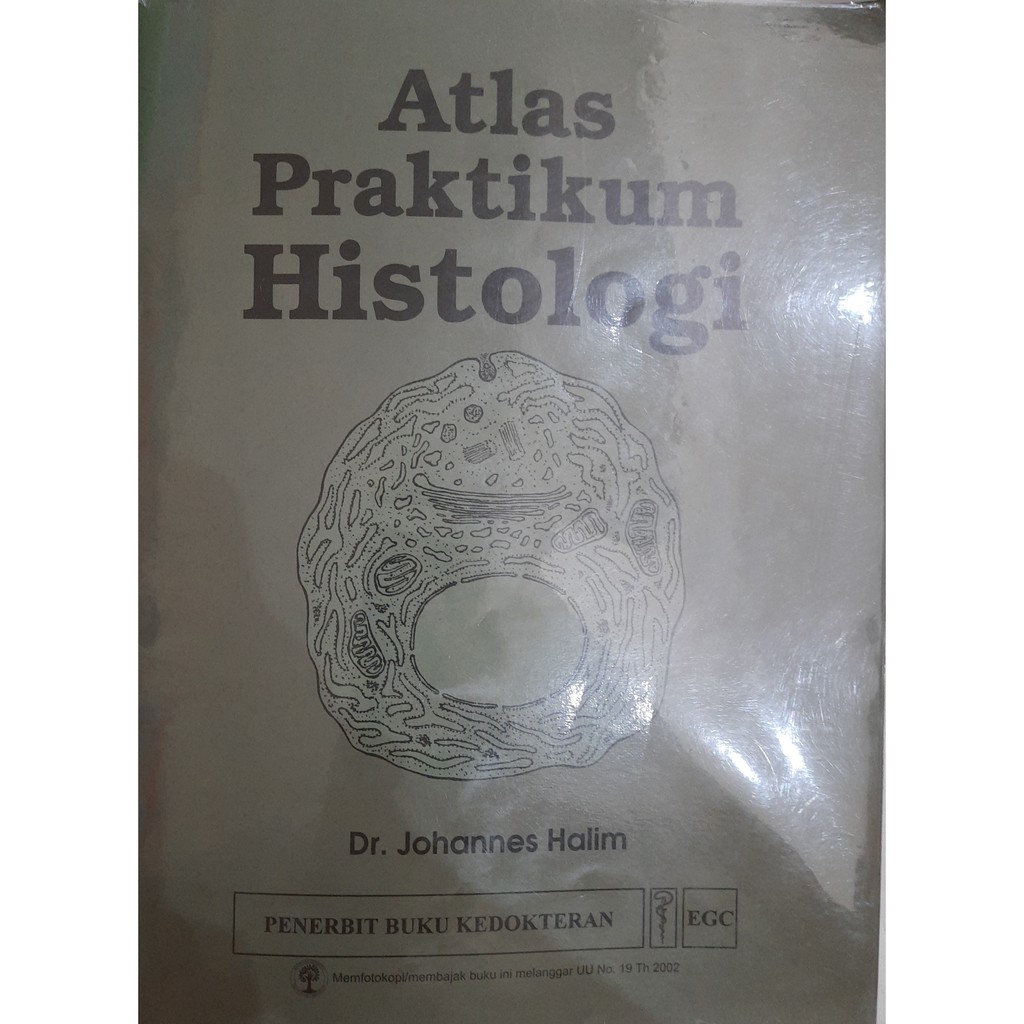 Atlas
Praktikum
Histologi
Dr. Johannes Halim
PENERBIT BUKU KEDOKTERAN
EGC
Memfotokopi/membajak buku ini melanggar UU No. 19 Th 2002